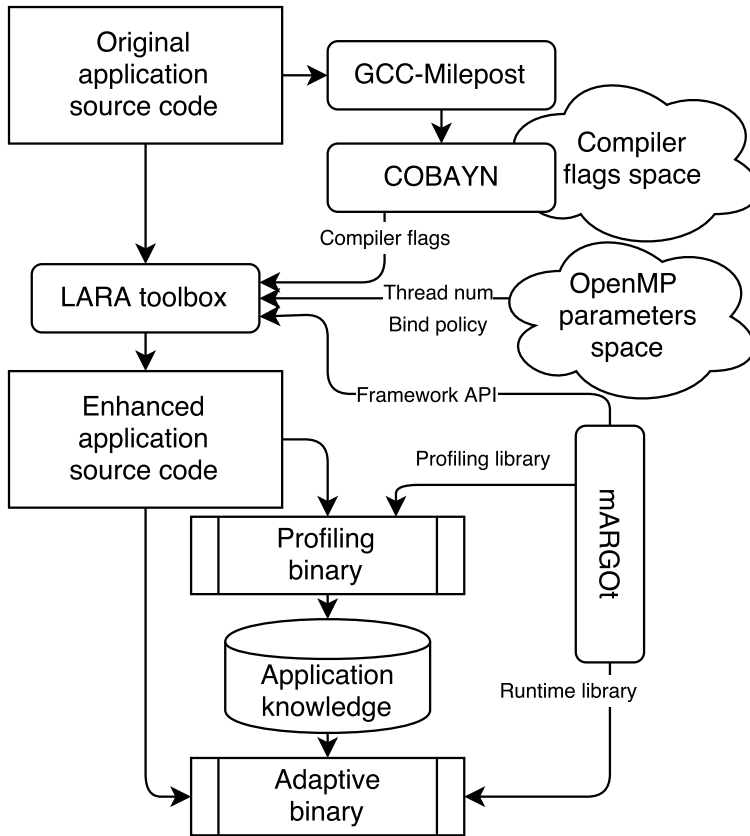 Original
application
source code
GCC-Milepost
COBAYN
Compiler
flags space
Compiler flags
LARA toolbox
Thread num
Bind policy
OpenMP
parameters
space
Enhanced
application
source code
Framework API
Profiling library
mARGOt
Profiling
binary
Application
knowledge
Runtime library
Adaptive
binary